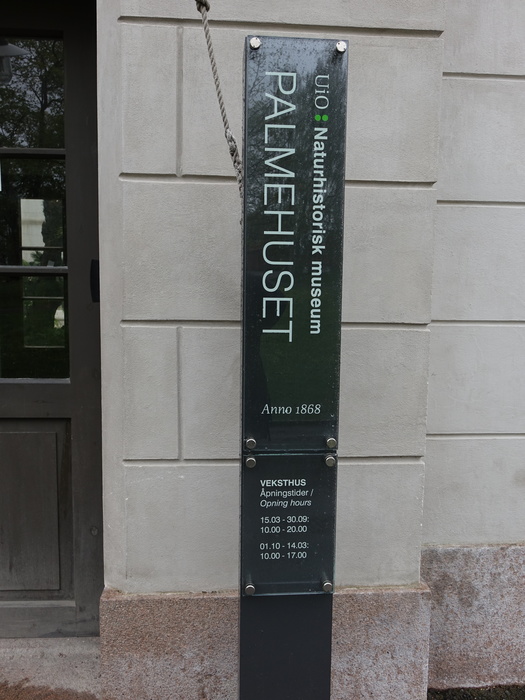 UiO : Naturhistorisk museum
PALMEHUSET
Anno 1868
VEKSTHUS
Åpningstider /
Opning hours
15.03 - 30.09:
10.00 - 20.00
01.10 - 14.03:
10.00 - 17.00